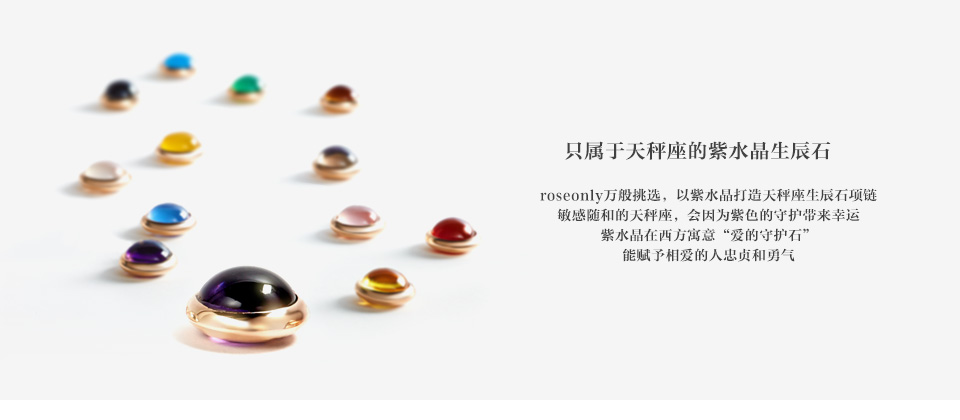 只属于天秤座的紫水晶生辰石
roseonly万般挑选，以紫水晶打造天秤座生辰石项链
敏感随和的天秤座，会因为紫色的守护带来幸运
紫水晶在西方寓意“爱的守护石”
能赋予相爱的人忠贞和勇气